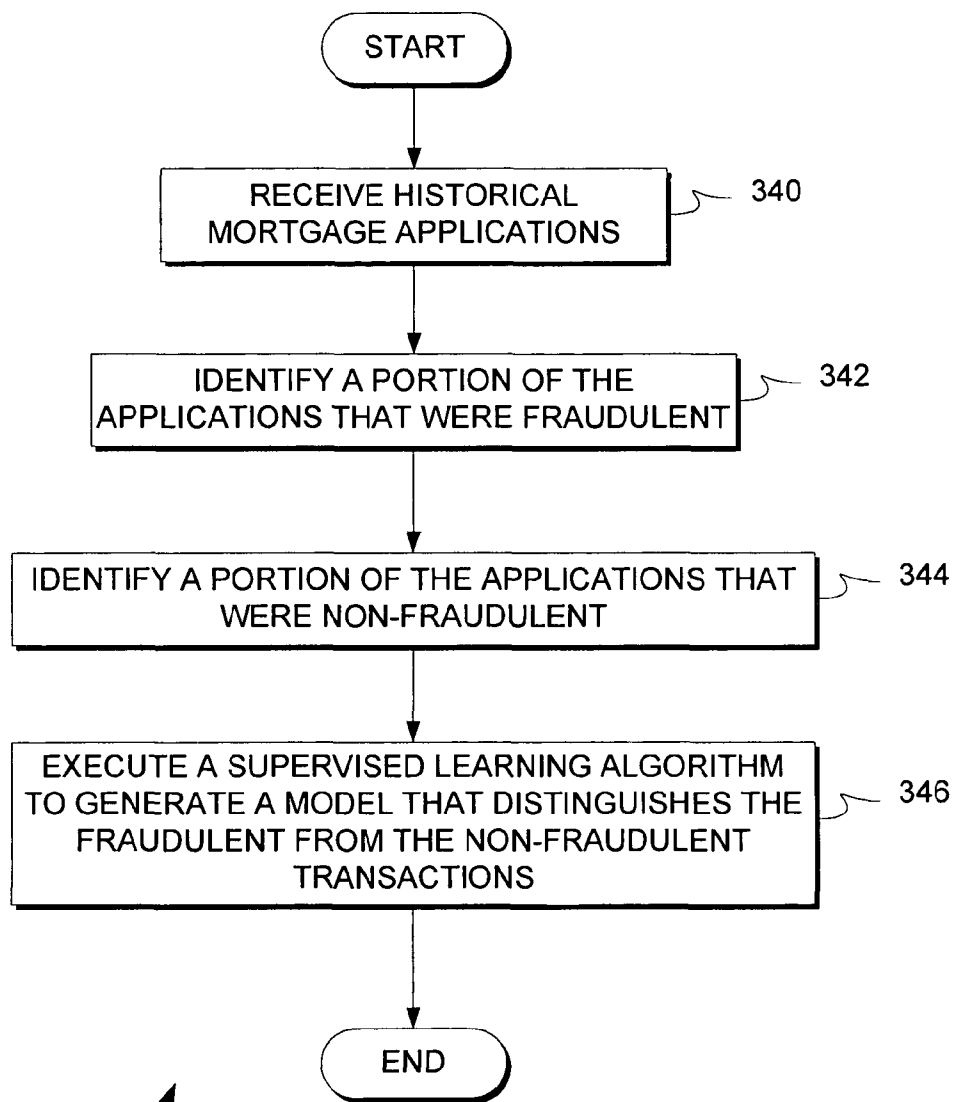 START
RECEIVE HISTORICAL
MORTGAGE APPLICATIONS
340
IDENTIFY A PORTION OF THE
APPLICATIONS THAT WERE FRAUDULENT
342
IDENTIFY A PORTION OF THE APPLICATIONS THAT
WERE NON-FRAUDULENT
344
EXECUTE A SUPERVISED LEARNING ALGORITHM
TO GENERATE A MODEL THAT DISTINGUISHES THE
FRAUDULENT FROM THE NON-FRAUDULENT
TRANSACTIONS
346
END